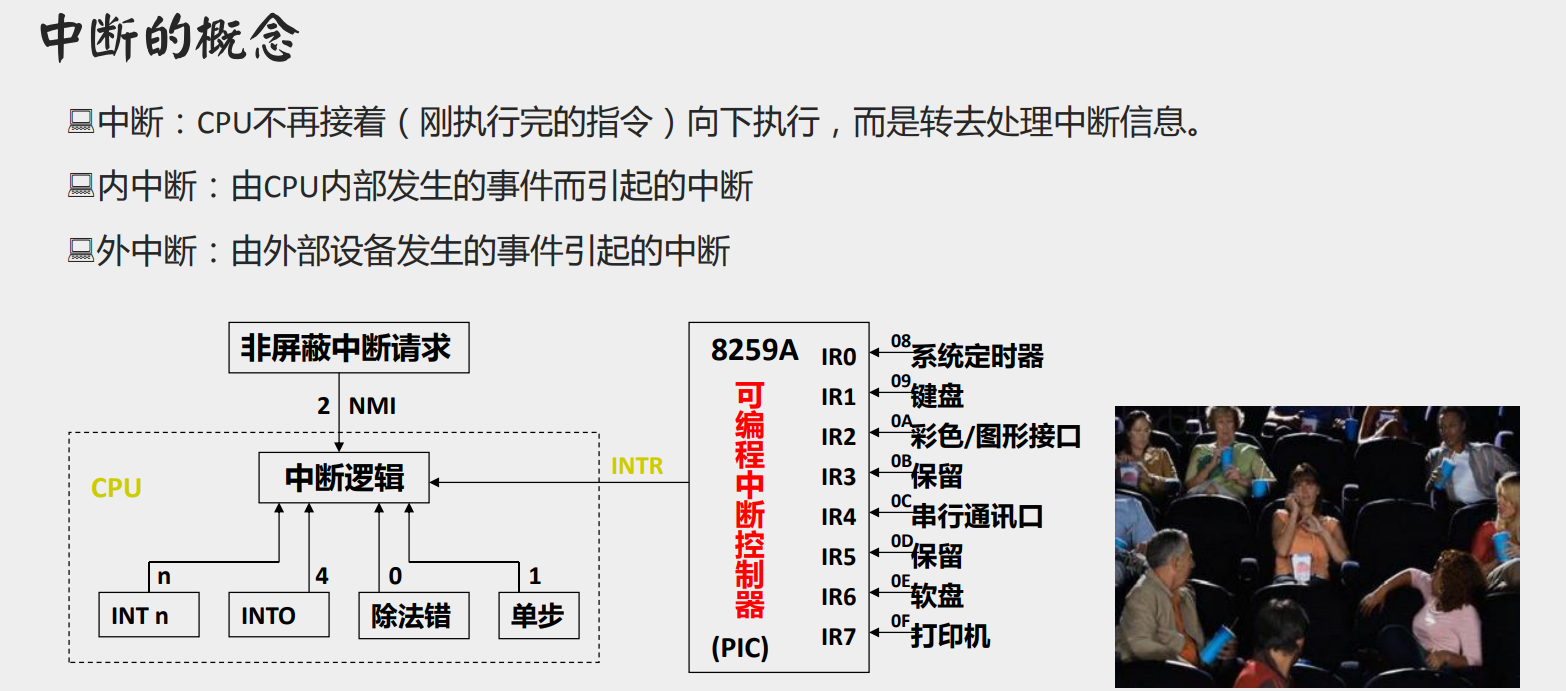 中断的概念
中断：CPU不再接着（刚执行完的指令）向下执行，而是转去处理中断信息。
内中断：由CPU内部发生的事件而引起的中断
外中断：由外部设备发生的事件引起的中断
非屏蔽中断请求
2 NMI
CPU
中断逻辑
INTR
n
4
0
1
INT n
INTO
除法错
单步
8259A
可编程中断控制器
(PIC)
IR0 08 系统定时器
IR1 09 键盘
IR2 0A 彩色/图形接口
IR3 0B 保留
IR4 0C 串行通讯口
IR5 0D 保留
IR6 0E 软盘
IR7 0F 打印机